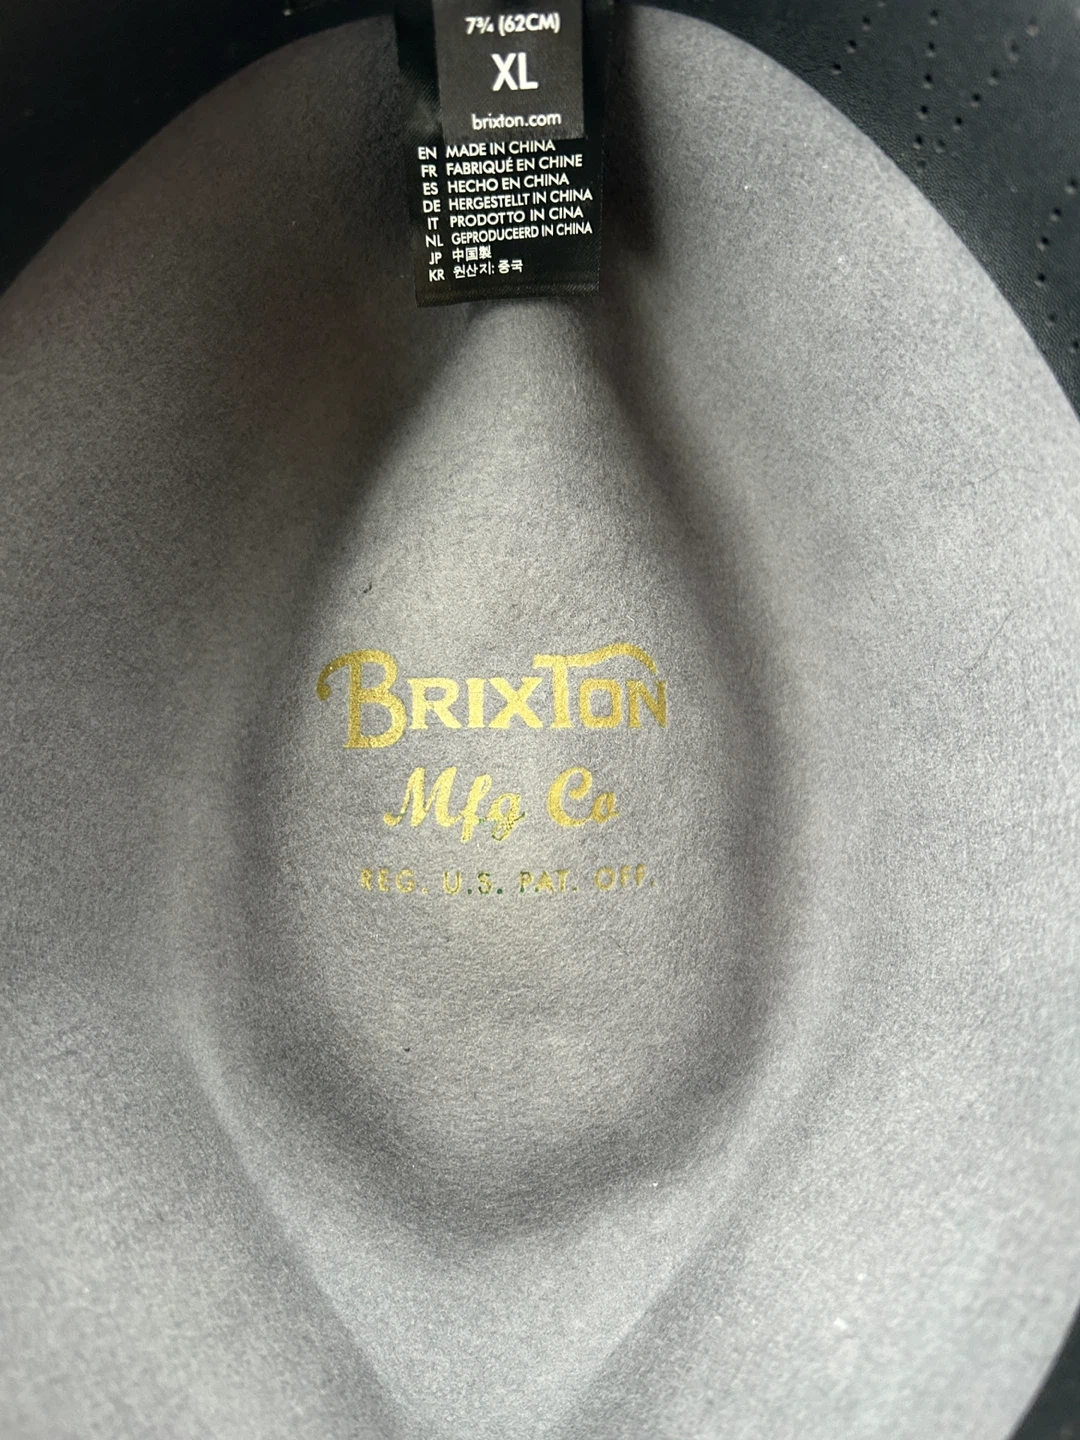 7¾ (62CM)
XL
brixton.com
EN MADE IN CHINA
FR FABRIQUÉ EN CHINE
ES HECHO EN CHINA
DE HERGESTELLT IN CHINA
IT PRODOTTO IN CINA
NL GEPRODUCEERD IN CHINA
JP 中国製
KR 원산지: 중국
BRIXTON
Mfg Co
REG. U.S. PAT. OFF.